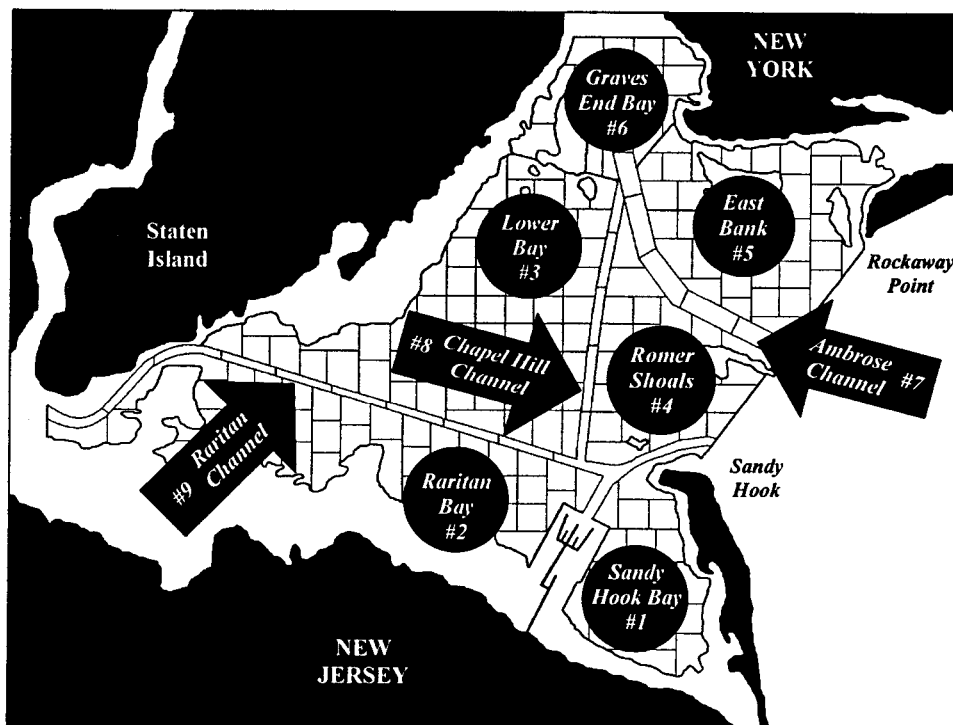 NEW
YORK
Graves
End Bay
#6
Staten
Island
Lower
Bay
#3
East
Bank
#5
Rockaway
Point
#8 Chapel Hill
Channel
Romer
Shoals
#4
Ambrose
Channel #7
#9 Raritan
Channel
Raritan
Bay
#2
Sandy
Hook
Sandy
Hook Bay
#1
NEW
JERSEY